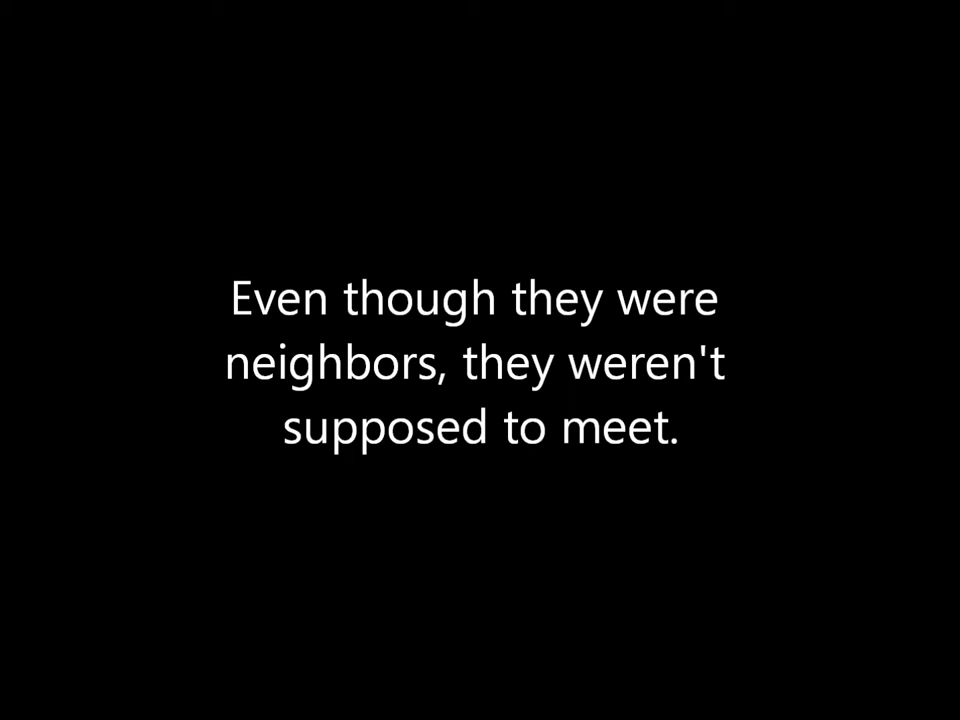 Even though they were
neighbors, they weren't
supposed to meet.